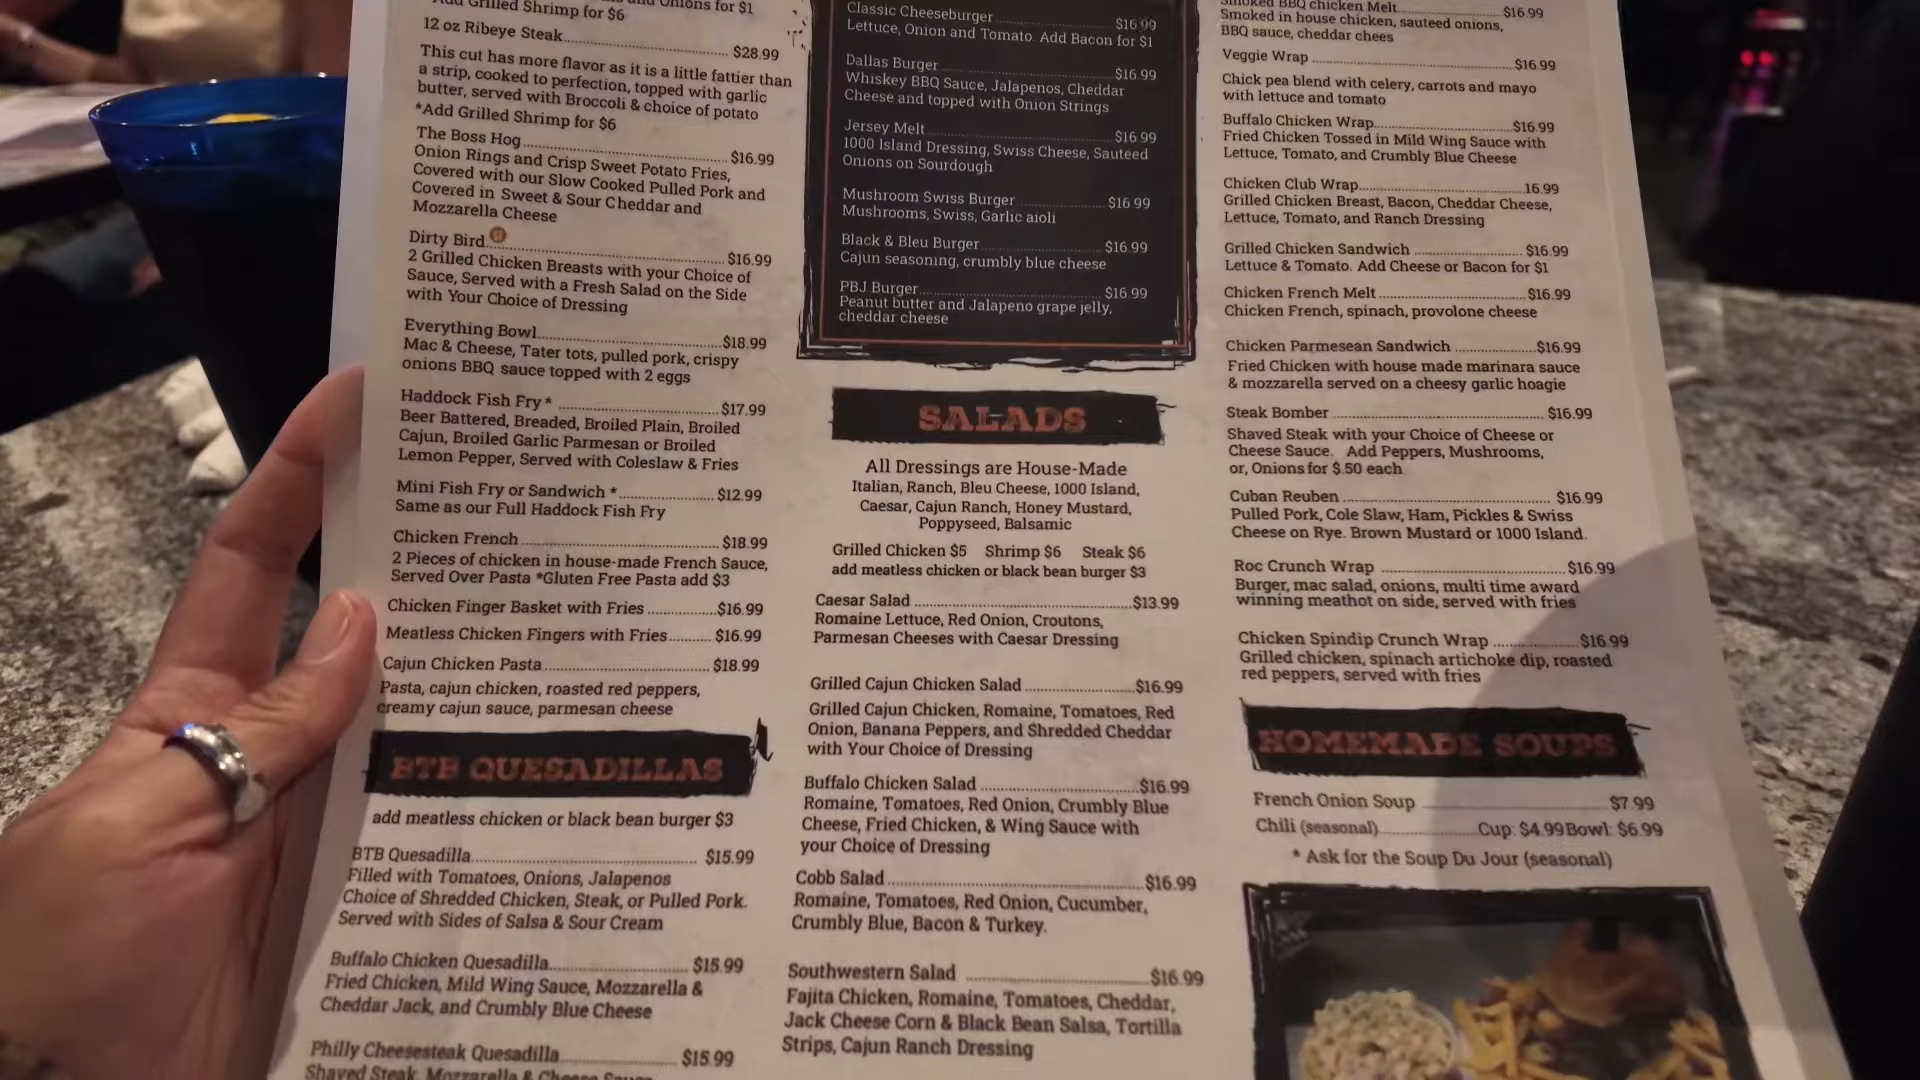 Add Grilled Shrimp for $6
12 oz Ribeye Steak $28.99
This cut has more flavor as it is a little fattier than
a strip, cooked to perfection, topped with garlic
butter, served with Broccoli & choice of potato
*Add Grilled Shrimp for $6
The Boss Hog $16.99
Onion Rings and Crisp Sweet Potato Fries,
Covered with our Slow Cooked Pulled Pork and
Covered in Sweet & Sour Cheddar and
Mozzarella Cheese
Dirty Bird $16.99
2 Grilled Chicken Breasts with your Choice of
Sauce, Served with a Fresh Salad on the Side
with Your Choice of Dressing
Everything Bowl $18.99
Mac & Cheese, Tater tots, pulled pork, crispy
onions BBQ sauce topped with 2 eggs
Haddock Fish Fry * $17.99
Beer Battered, Breaded, Broiled Plain, Broiled
Cajun, Broiled Garlic Parmesan or Broiled
Lemon Pepper, Served with Coleslaw & Fries
Mini Fish Fry or Sandwich * $12.99
Same as our Full Haddock Fish Fry
Chicken French $18.99
2 Pieces of chicken in house-made French Sauce,
Served Over Pasta *Gluten Free Pasta add $3
Chicken Finger Basket with Fries $16.99
Meatless Chicken Fingers with Fries $16.99
Cajun Chicken Pasta $18.99
Pasta, cajun chicken, roasted red peppers,
creamy cajun sauce, parmesan cheese
BTB QUESADILLAS
add meatless chicken or black bean burger $3
BTB Quesadilla $15.99
Filled with Tomatoes, Onions, Jalapenos
Choice of Shredded Chicken, Steak, or Pulled Pork.
Served with Sides of Salsa & Sour Cream
Buffalo Chicken Quesadilla $15.99
Fried Chicken, Mild Wing Sauce, Mozzarella &
Cheddar Jack, and Crumbly Blue Cheese
Philly Cheesesteak Quesadilla $15.99
Shaved Steak, Mozzarella & Cheese Sauce
Classic Cheeseburger $16.99
Lettuce, Onion and Tomato. Add Bacon for $1
Dallas Burger $16.99
Whiskey BBQ Sauce, Jalapenos, Cheddar
Cheese and topped with Onion Strings
Jersey Melt $16.99
1000 Island Dressing, Swiss Cheese, Sauteed
Onions on Sourdough
Mushroom Swiss Burger $16.99
Mushrooms, Swiss, Garlic aioli
Black & Bleu Burger $16.99
Cajun seasoning, crumbly blue cheese
PBJ Burger $16.99
Peanut butter and Jalapeno grape jelly,
cheddar cheese
SALADS
All Dressings are House-Made
Italian, Ranch, Bleu Cheese, 1000 Island,
Caesar, Cajun Ranch, Honey Mustard,
Poppyseed, Balsamic
Grilled Chicken $5 Shrimp $6 Steak $6
add meatless chicken or black bean burger $3
Caesar Salad $13.99
Romaine Lettuce, Red Onion, Croutons,
Parmesan Cheeses with Caesar Dressing
Grilled Cajun Chicken Salad $16.99
Grilled Cajun Chicken, Romaine, Tomatoes, Red
Onion, Banana Peppers, and Shredded Cheddar
with Your Choice of Dressing
Buffalo Chicken Salad $16.99
Romaine, Tomatoes, Red Onion, Crumbly Blue
Cheese, Fried Chicken, & Wing Sauce with
your Choice of Dressing
Cobb Salad $16.99
Romaine, Tomatoes, Red Onion, Cucumber,
Crumbly Blue, Bacon & Turkey.
Southwestern Salad $16.99
Fajita Chicken, Romaine, Tomatoes, Cheddar,
Jack Cheese Corn & Black Bean Salsa, Tortilla
Strips, Cajun Ranch Dressing
Smoked BBQ chicken Melt $16.99
Smoked in house chicken, sauteed onions,
BBQ sauce, cheddar chees
Veggie Wrap $16.99
Chick pea blend with celery, carrots and mayo
with lettuce and tomato
Buffalo Chicken Wrap $16.99
Fried Chicken Tossed in Mild Wing Sauce with
Lettuce, Tomato, and Crumbly Blue Cheese
Chicken Club Wrap 16.99
Grilled Chicken Breast, Bacon, Cheddar Cheese,
Lettuce, Tomato, and Ranch Dressing
Grilled Chicken Sandwich $16.99
Lettuce & Tomato. Add Cheese or Bacon for $1
Chicken French Melt $16.99
Chicken French, spinach, provolone cheese
Chicken Parmesean Sandwich $16.99
Fried Chicken with house made marinara sauce
& mozzarella served on a cheesy garlic hoagie
Steak Bomber $16.99
Shaved Steak with your Choice of Cheese or
Cheese Sauce. Add Peppers, Mushrooms,
or, Onions for $.50 each
Cuban Reuben $16.99
Pulled Pork, Cole Slaw, Ham, Pickles & Swiss
Cheese on Rye. Brown Mustard or 1000 Island.
Roc Crunch Wrap $16.99
Burger, mac salad, onions, multi time award
winning meathot on side, served with fries
Chicken Spindip Crunch Wrap $16.99
Grilled chicken, spinach artichoke dip, roasted
red peppers, served with fries
HOMEMADE SOUPS
French Onion Soup $7.99
Chili (seasonal) Cup: $4.99 Bowl: $6.99
* Ask for the Soup Du Jour (seasonal)